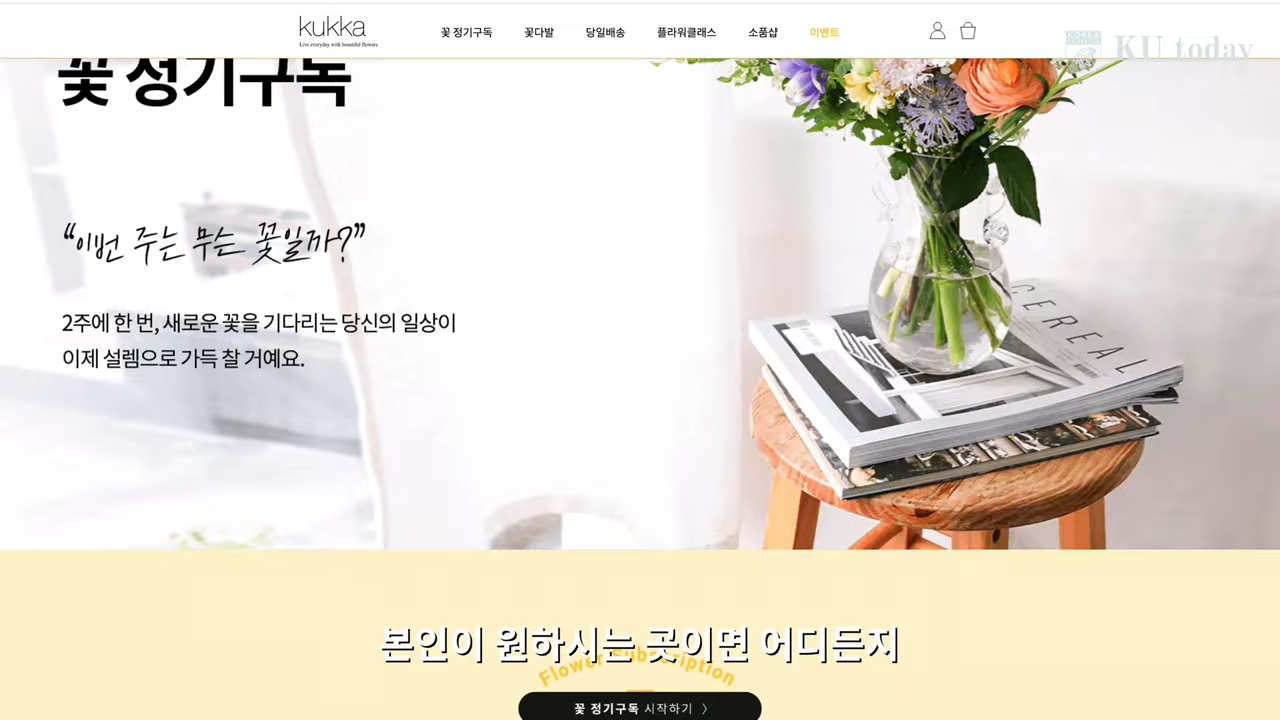 kukka
Live everyday with beautiful flowers
꽃 정기구독
꽃다발
당일배송
플라워클래스
소품샵
이벤트
KOREA
KU today
꽃 정기구독
“이번 주는 무슨 꽃일까?”
2주에 한 번, 새로운 꽃을 기다리는 당신의 일상이
이제 설렘으로 가득 찰 거예요.
CEREAL
본인이 원하시는 곳이면 어디든지
Flower Subscription
꽃 정기구독 시작하기 〉